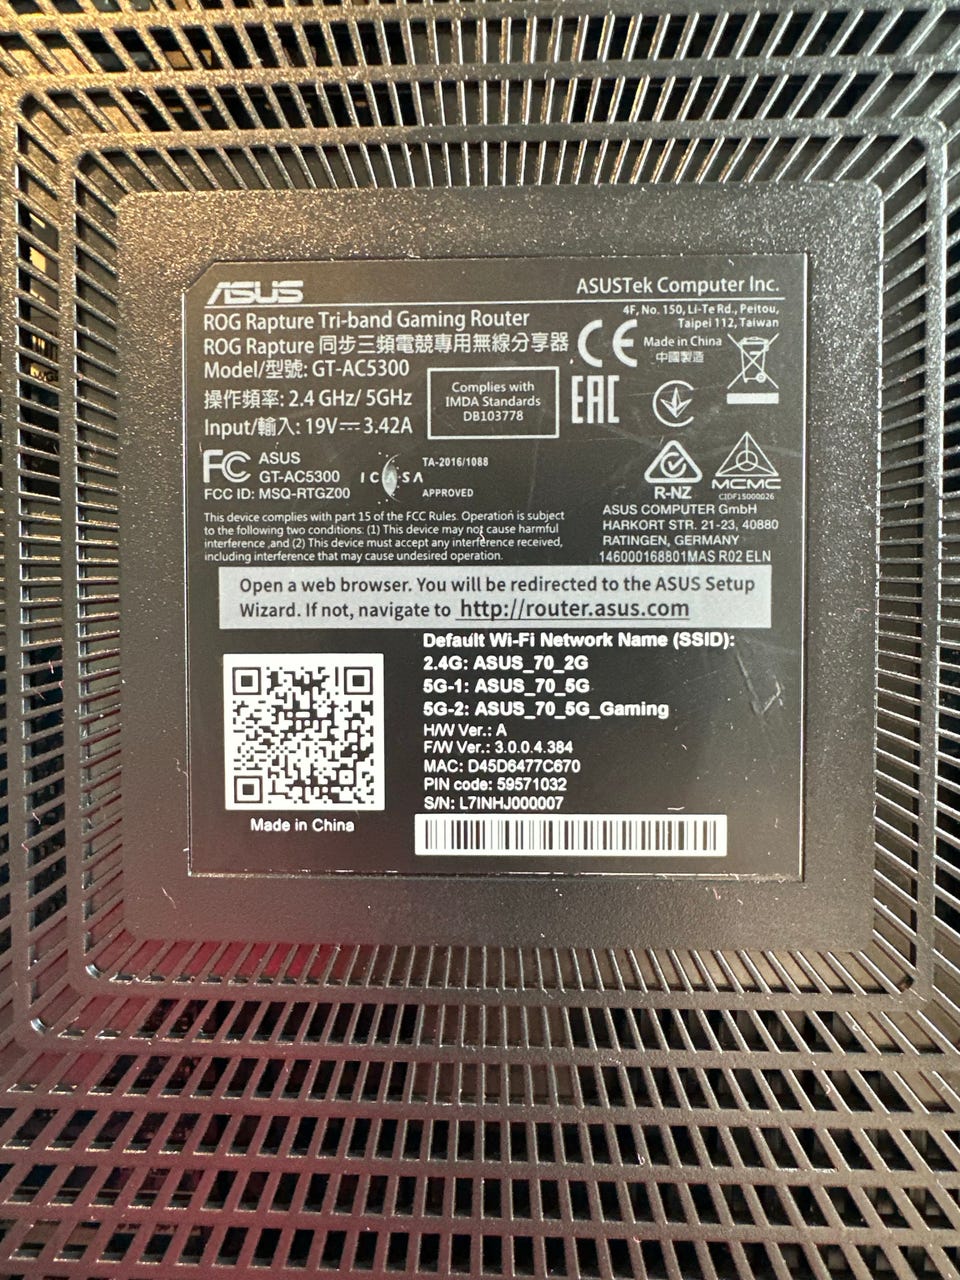 ASUS
ASUSTek Computer Inc.
4F, No. 150, Li-Te Rd., Peitou,
Taipei 112, Taiwan
ROG Rapture Tri-band Gaming Router
ROG Rapture 同步三頻電競專用無線分享器
Model/型號: GT-AC5300
操作頻率: 2.4 GHz/ 5GHz
Input/輸入: 19V⎓3.42A
Complies with
IMDA Standards
DB103778
CE
Made in China
中國製造
EAC
FC
ASUS
GT-AC5300
FCC ID: MSQ-RTGZ00
ICASA
TA-2016/1088
APPROVED
R-NZ
MCMC
CIDF15000026
This device complies with part 15 of the FCC Rules. Operation is subject
to the following two conditions: (1) This device may not cause harmful
interference ,and (2) This device must accept any interference received,
including interference that may cause undesired operation.
ASUS COMPUTER GmbH
HARKORT STR. 21-23, 40880
RATINGEN, GERMANY
146000168801MAS R02 ELN
Open a web browser. You will be redirected to the ASUS Setup
Wizard. If not, navigate to http://router.asus.com
Default Wi-Fi Network Name (SSID):
2.4G: ASUS_70_2G
5G-1: ASUS_70_5G
5G-2: ASUS_70_5G_Gaming
H/W Ver.: A
F/W Ver.: 3.0.0.4.384
MAC: D45D6477C670
PIN code: 59571032
S/N: L7INHJ000007
Made in China